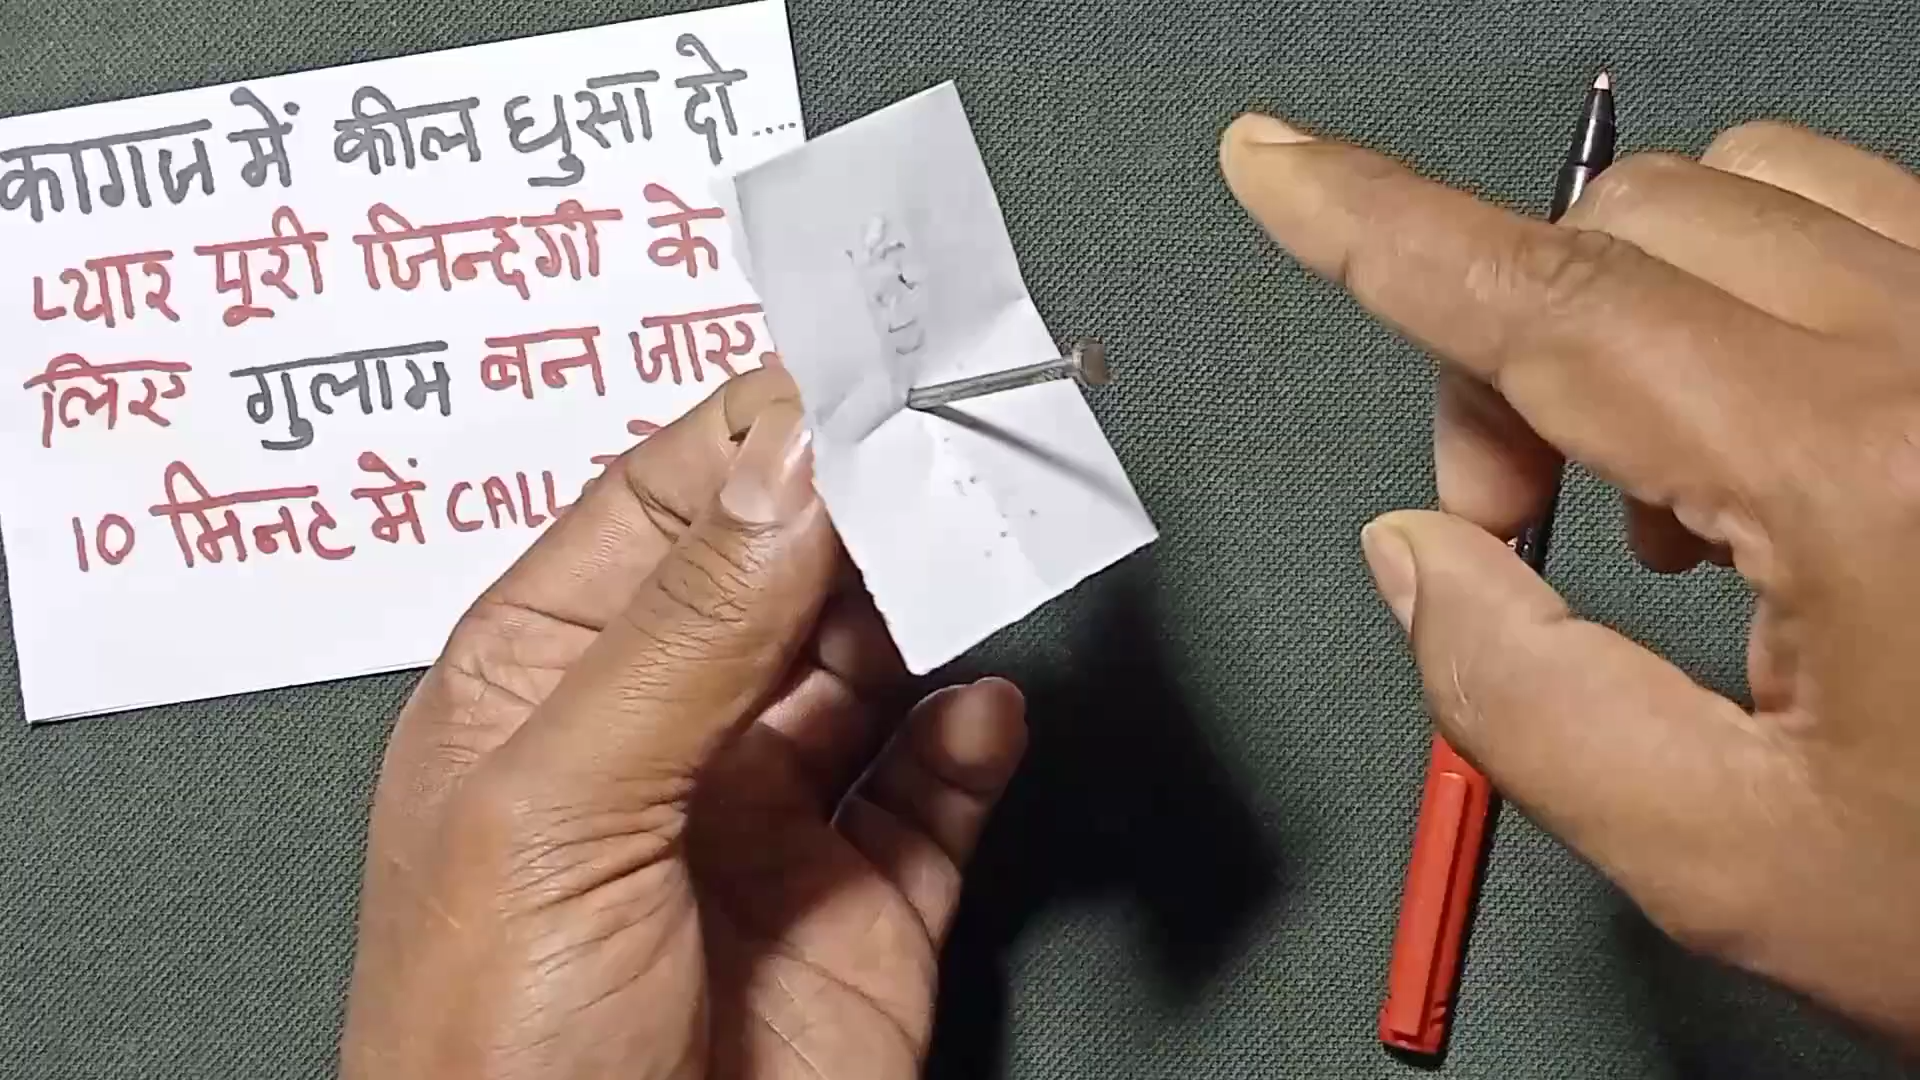 कागज में कील घुसा दो....
प्यार पूरी जिन्दगी के
लिए गुलाम बन जाए
10 मिनट में CALL